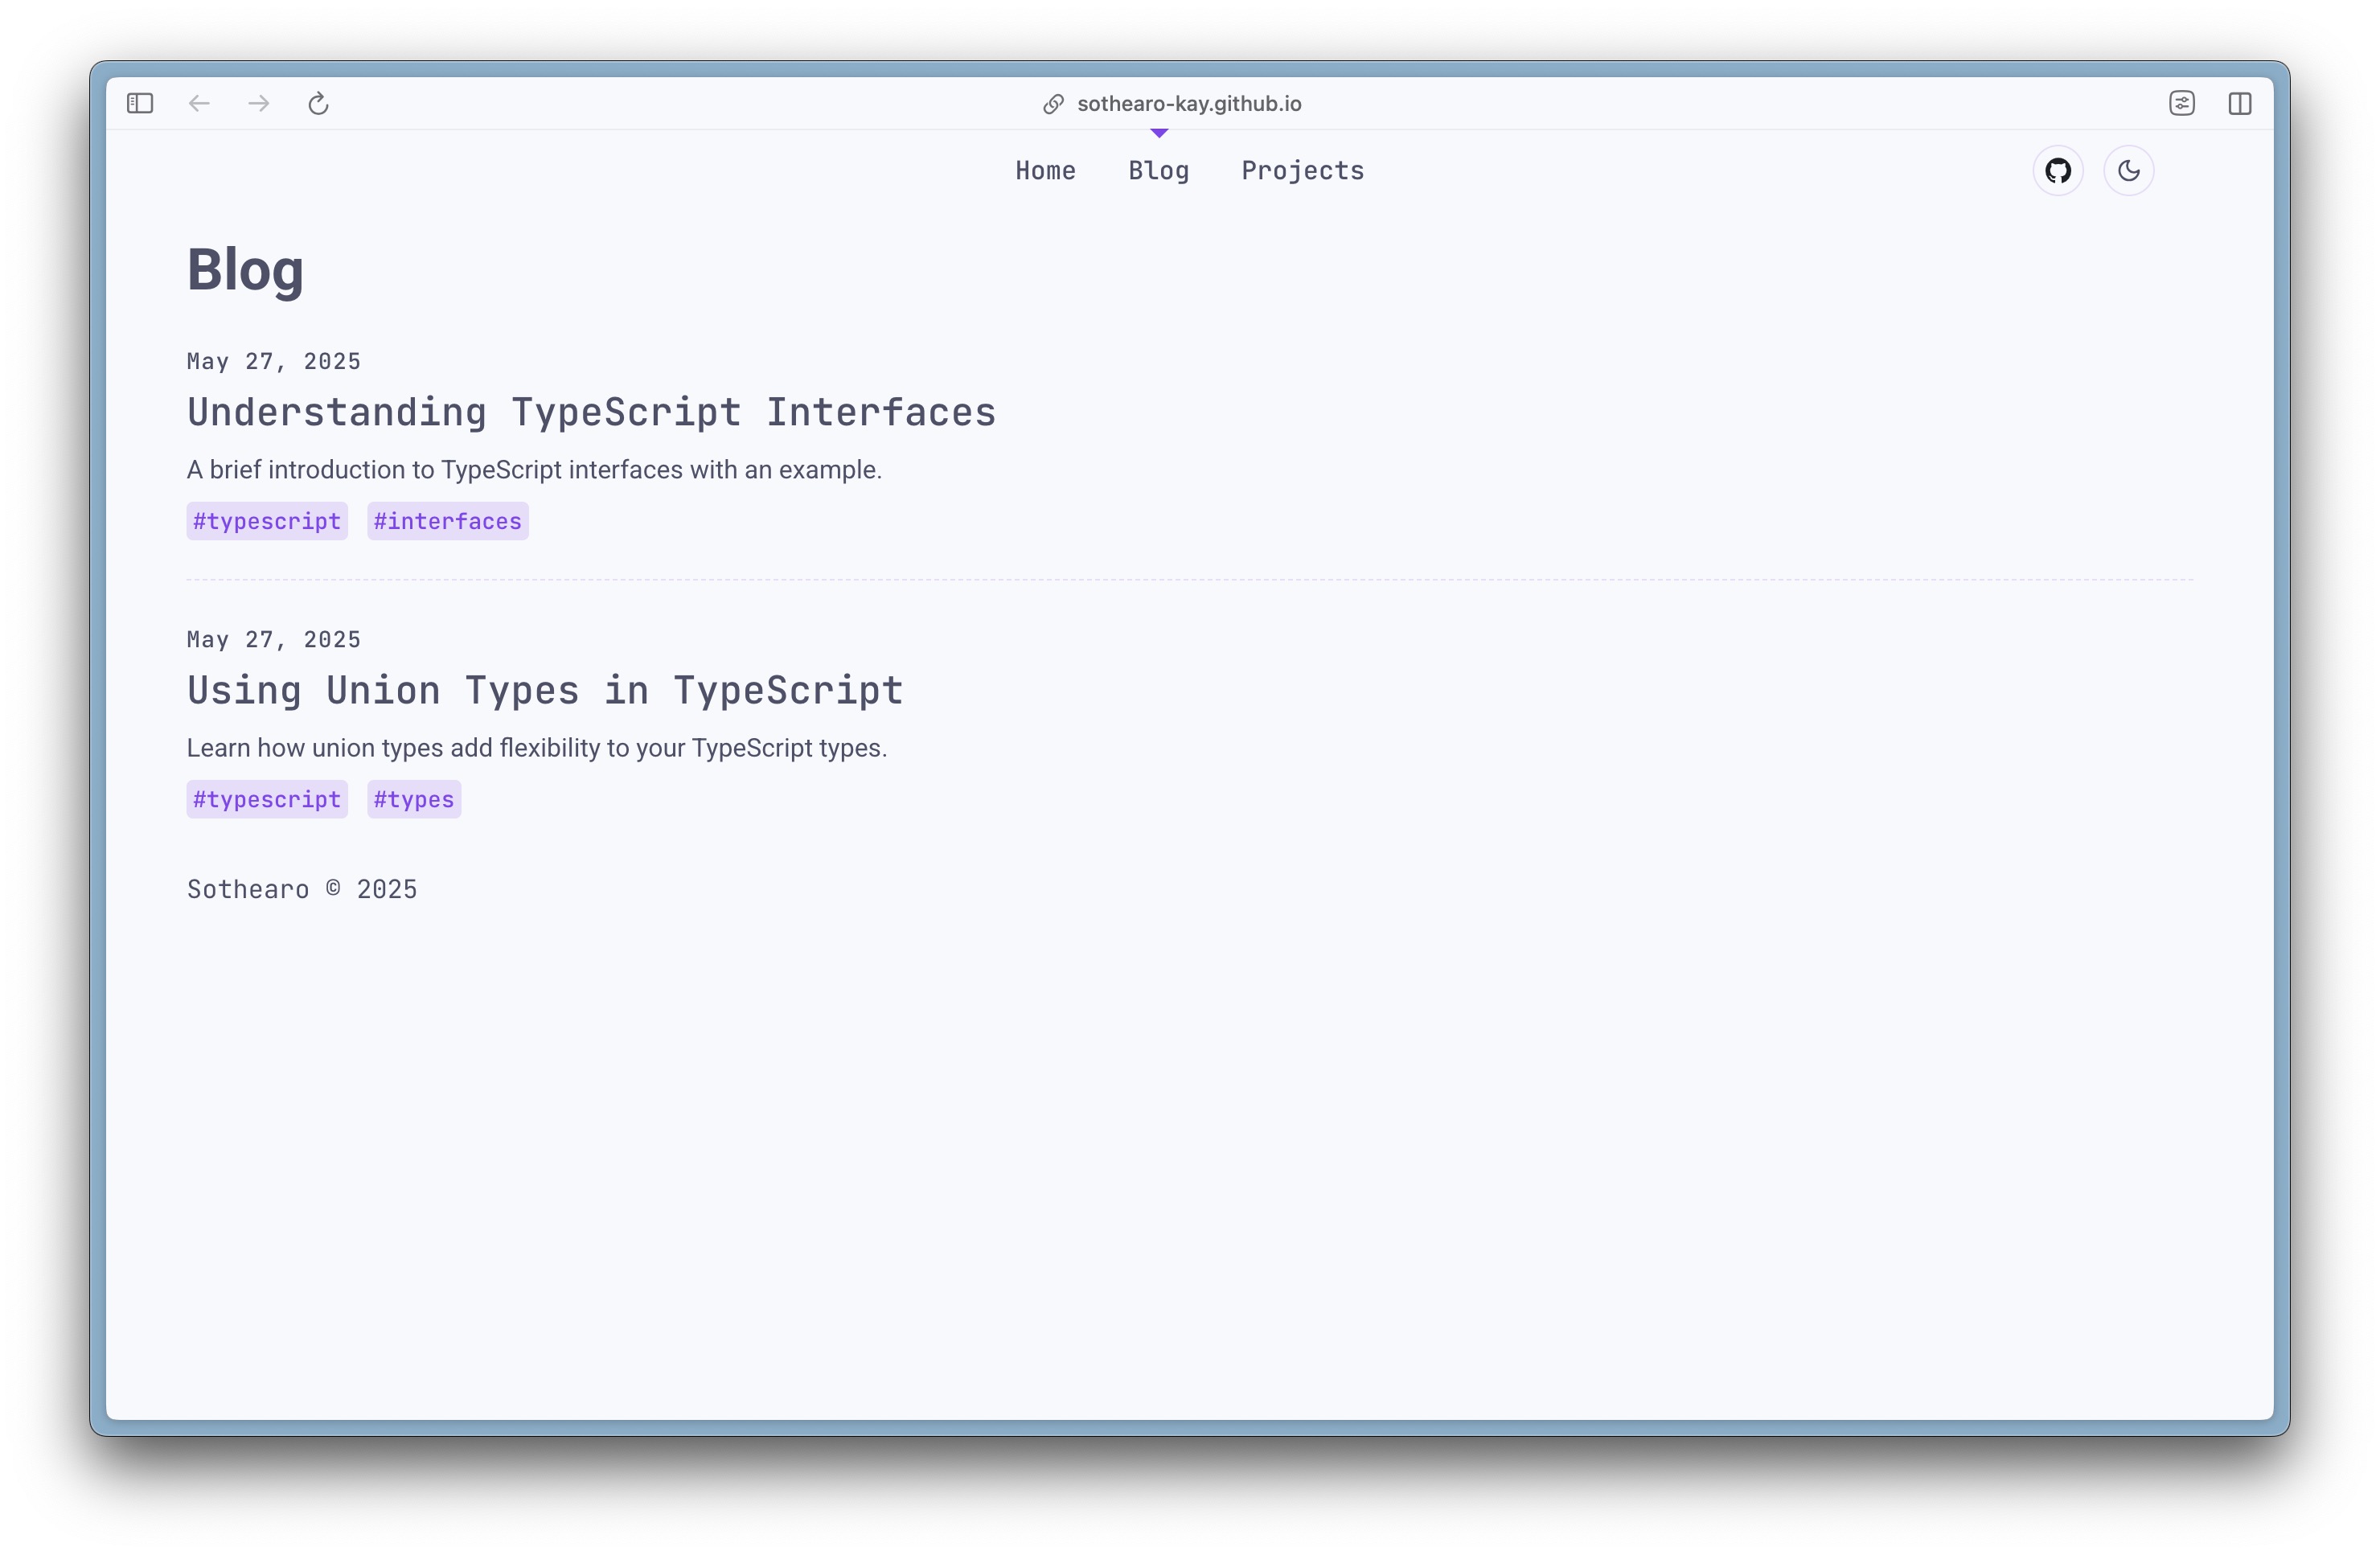 sothearo-kay.github.io
Home Blog Projects
Blog
May 27, 2025
Understanding TypeScript Interfaces
A brief introduction to TypeScript interfaces with an example.
#typescript #interfaces
May 27, 2025
Using Union Types in TypeScript
Learn how union types add flexibility to your TypeScript types.
#typescript #types
Sothearo © 2025